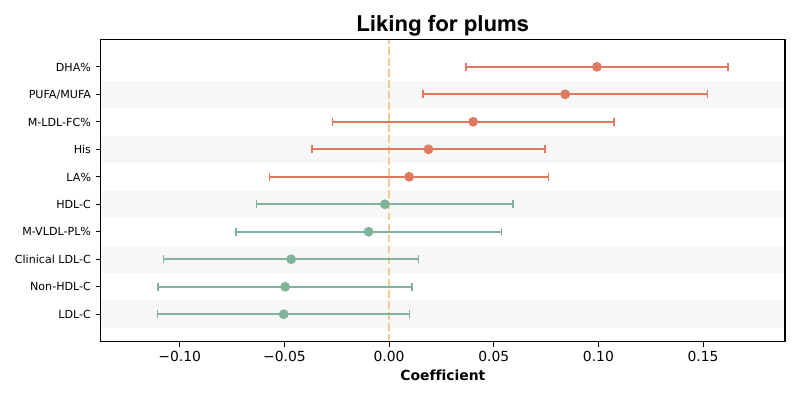 Liking for plums
DHA%
PUFA/MUFA
M-LDL-FC%
His
LA%
HDL-C
M-VLDL-PL%
Clinical LDL-C
Non-HDL-C
LDL-C
−0.10 −0.05 0.00 0.05 0.10 0.15
Coefficient